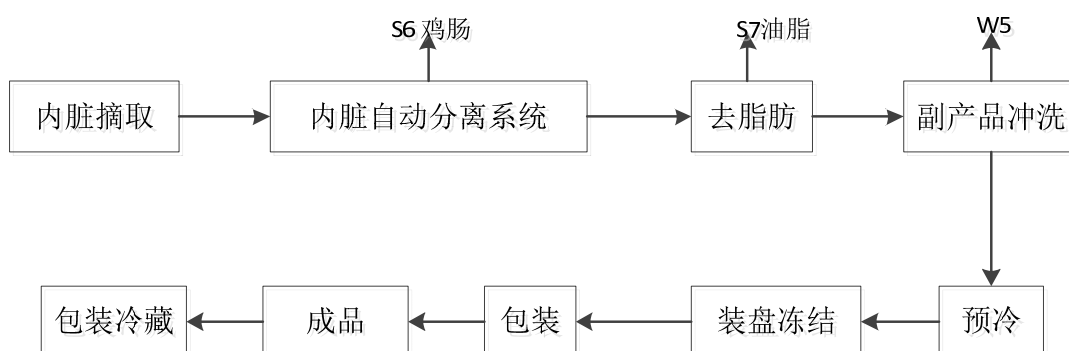 S6 鸡肠
S7油脂
W5
内脏摘取
内脏自动分离系统
去脂肪
副产品冲洗
包装冷藏
成品
包装
装盘冻结
预冷